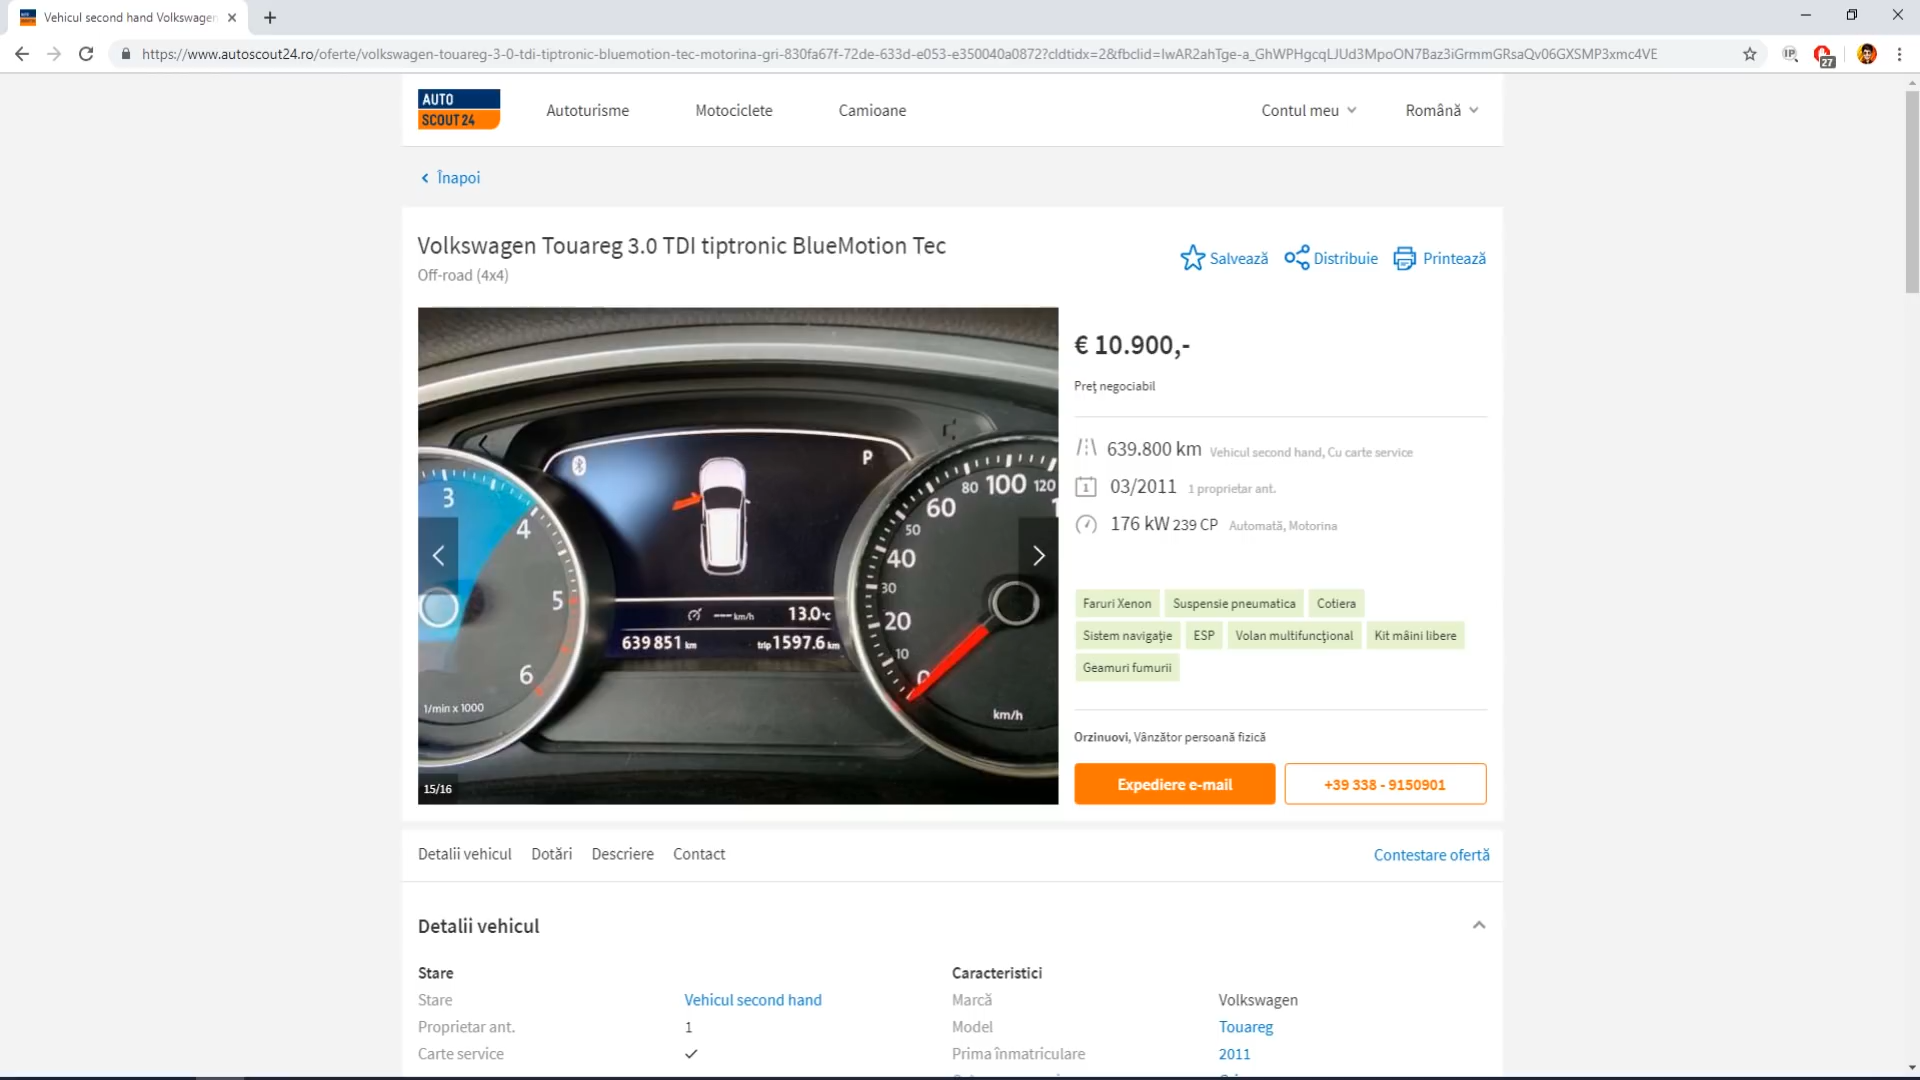 Vehicul second hand Volkswagen
https://www.autoscout24.ro/oferte/volkswagen-touareg-3-0-tdi-tiptronic-bluemotion-tec-motorina-gri-830fa67f-72de-633d-e053-e350040a0872?cldtidx=2&fbclid=IwAR2ahTge-a_GhWPHgcqLJUd3MpoON7Baz3iGrmmGRsaQv06GXSMP3xmc4VE
IP
27
AUTO
SCOUT 24
Autoturisme Motociclete Camioane Contul meu Română
Înapoi
Volkswagen Touareg 3.0 TDI tiptronic BlueMotion Tec
Off-road (4x4)
Salvează Distribuie Printează
€ 10.900,-
Preț negociabil
639.800 km Vehicul second hand, Cu carte service
1 03/2011 1 proprietar ant.
176 kW 239 CP Automată, Motorina
P
3
4
5
6
1/min x 1000
--- km/h 13.0 °C
639 851 km trip 1597.6 km
0
10
20
30
40
50
60
80
100
120
km/h
15/16
Faruri Xenon Suspensie pneumatica Cotiera
Sistem navigație ESP Volan multifuncțional Kit mâini libere
Geamuri fumurii
Orzinuovi, Vânzător persoană fizică
Expediere e-mail +39 338 - 9150901
Detalii vehicul Dotări Descriere Contact Contestare ofertă
Detalii vehicul
Stare Caracteristici
Stare Vehicul second hand Marcă Volkswagen
Proprietar ant. 1 Model Touareg
Carte service Prima înmatriculare 2011